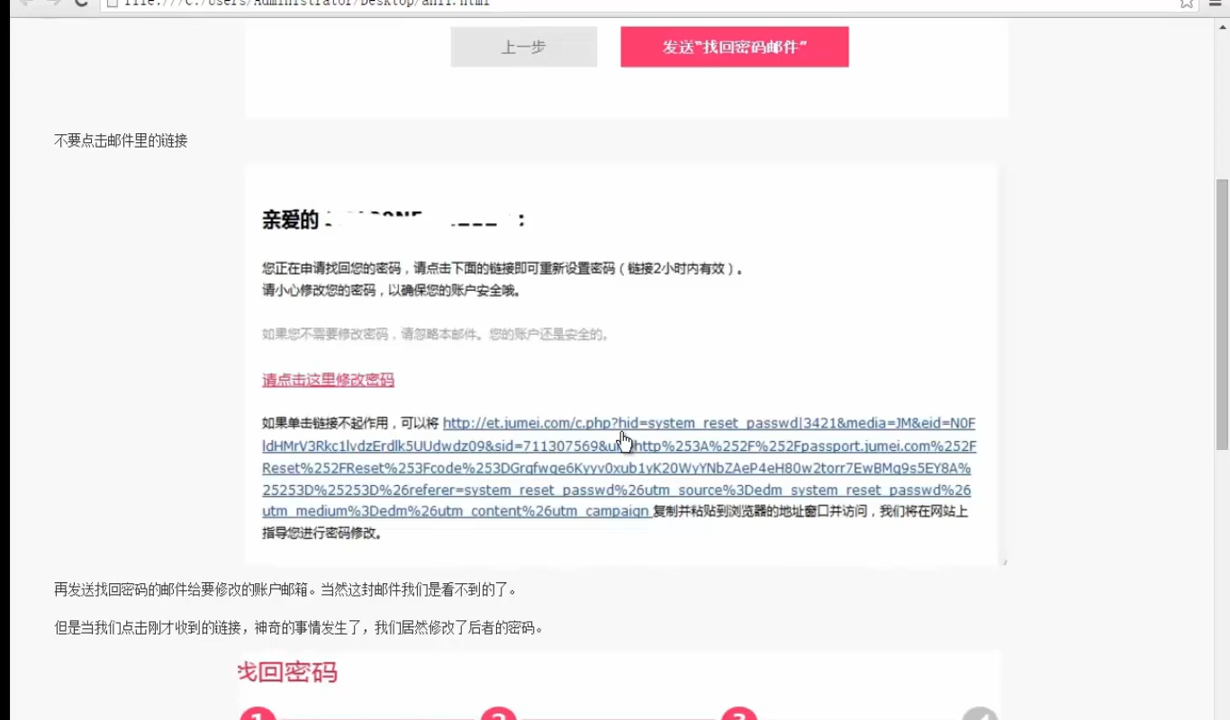 file:///C:/Users/Administrator/Desktop/anli.html
上一步
发送“找回密码邮件”
不要点击邮件里的链接
亲爱的
：
您正在申请找回您的密码，请点击下面的链接即可重新设置密码（链接2小时内有效）。
请小心修改您的密码，以确保您的账户安全哦。
如果您不需要修改密码，请忽略本邮件。您的账户还是安全的。
请点击这里修改密码
如果单击链接不起作用，可以将 http://et.jumei.com/c.php?hid=system_reset_passwd|3421&media=JM&eid=N0F
ldHMrV3Rkc1lvdzErdlk5UUdwdz09&sid=711307569&u http%253A%252F%252Fpassport.jumei.com%252F
Reset%252FReset%253Fcode%253DGrqfwqe6Kyyv0xub1yK20WyYNbZAeP4eH80w2torr7EwBMq9s5EY8A%
25253D%25253D%26referer=system_reset_passwd%26utm_source%3Dedm_system_reset_passwd%26
utm_medium%3Dedm%26utm_content%26utm_campaign 复制并粘贴到浏览器的地址窗口并访问，我们将在网站上
指导您进行密码修改。
再发送找回密码的邮件给要修改的账户邮箱。当然这封邮件我们是看不到的了。
但是当我们点击刚才收到的链接，神奇的事情发生了，我们居然修改了后者的密码。
找回密码
1 2 3 4